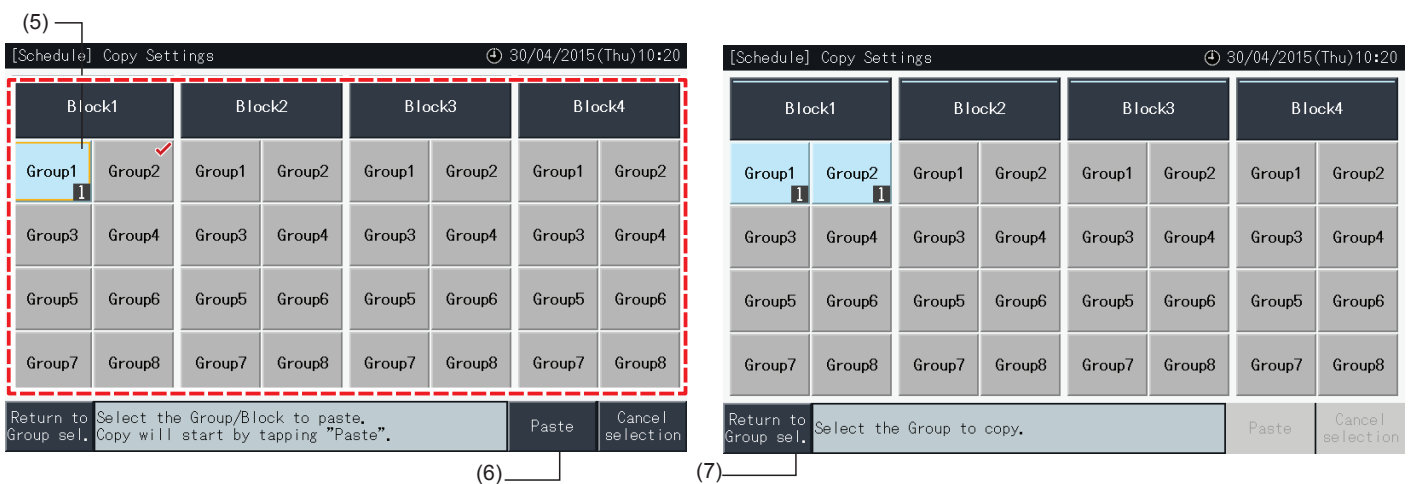 (5)
[Schedule] Copy Settings 30/04/2015(Thu)10:20
Block1 Block2 Block3 Block4
Group1 Group2 Group1 Group2 Group1 Group2 Group1 Group2
1
Group3 Group4 Group3 Group4 Group3 Group4 Group3 Group4
Group5 Group6 Group5 Group6 Group5 Group6 Group5 Group6
Group7 Group8 Group7 Group8 Group7 Group8 Group7 Group8
Return to
Group sel.
Select the Group/Block to paste.
Copy will start by tapping "Paste".
Paste
Cancel
selection
(6)
[Schedule] Copy Settings 30/04/2015(Thu)10:20
Block1 Block2 Block3 Block4
Group1 Group2 Group1 Group2 Group1 Group2 Group1 Group2
1 1
Group3 Group4 Group3 Group4 Group3 Group4 Group3 Group4
Group5 Group6 Group5 Group6 Group5 Group6 Group5 Group6
Group7 Group8 Group7 Group8 Group7 Group8 Group7 Group8
Return to
Group sel.
Select the Group to copy.
Paste
Cancel
selection
(7)